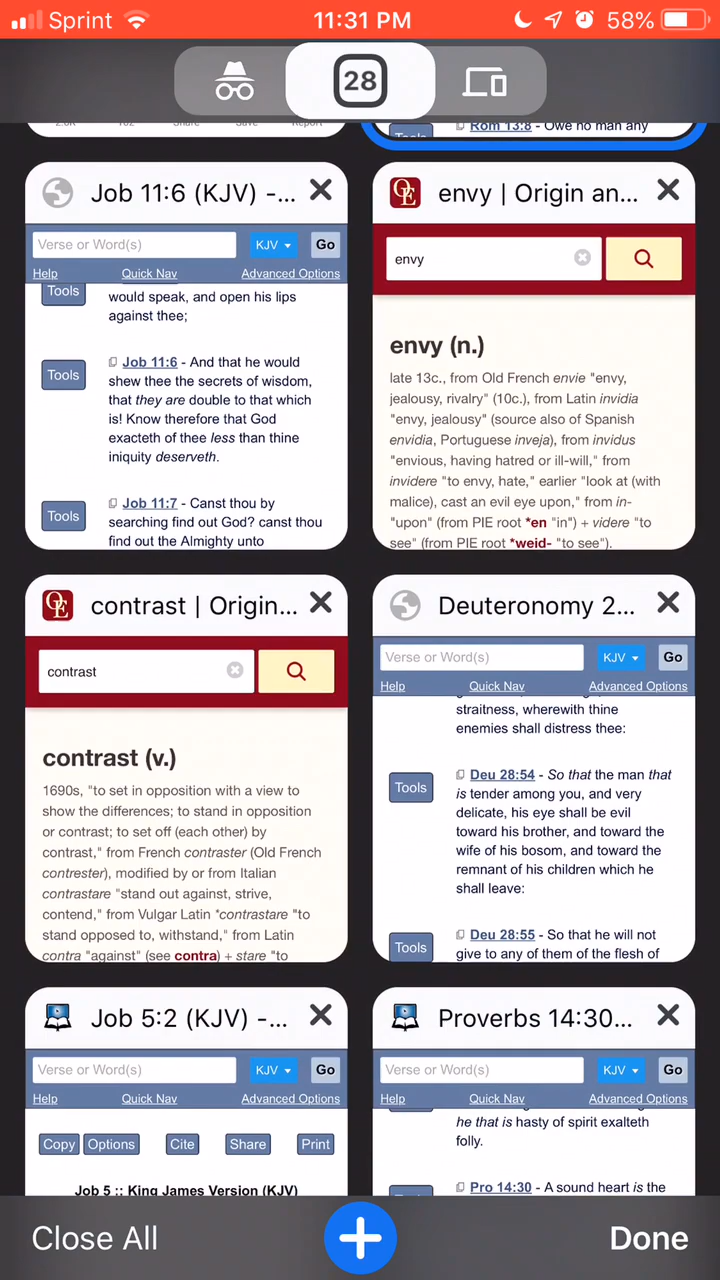 Sprint 11:31 PM 58%
28
2.6K 102 Share Save Report
Tools Rom 13:8 - Owe no man any
Job 11:6 (KJV) -...
Verse or Word(s) KJV Go
Help Quick Nav Advanced Options
Tools
would speak, and open his lips
against thee;
Tools
Job 11:6 - And that he would
shew thee the secrets of wisdom,
that they are double to that which
is! Know therefore that God
exacteth of thee less than thine
iniquity deserveth.
Tools
Job 11:7 - Canst thou by
searching find out God? canst thou
find out the Almighty unto
OE envy | Origin an...
envy
envy (n.)
late 13c., from Old French envie "envy,
jealousy, rivalry" (10c.), from Latin invidia
"envy, jealousy" (source also of Spanish
envidia, Portuguese inveja), from invidus
"envious, having hatred or ill-will," from
invidere "to envy, hate," earlier "look at (with
malice), cast an evil eye upon," from in-
"upon" (from PIE root *en "in") + videre "to
see" (from PIE root *weid- "to see").
OE contrast | Origin...
contrast
contrast (v.)
1690s, "to set in opposition with a view to
show the differences; to stand in opposition
or contrast; to set off (each other) by
contrast," from French contraster (Old French
contrester), modified by or from Italian
contrastare "stand out against, strive,
contend," from Vulgar Latin *contrastare "to
stand opposed to, withstand," from Latin
contra "against" (see contra) + stare "to
Deuteronomy 2...
Verse or Word(s) KJV Go
Help Quick Nav Advanced Options
straitness, wherewith thine
enemies shall distress thee:
Tools
Deu 28:54 - So that the man that
is tender among you, and very
delicate, his eye shall be evil
toward his brother, and toward the
wife of his bosom, and toward the
remnant of his children which he
shall leave:
Tools
Deu 28:55 - So that he will not
give to any of them of the flesh of
Job 5:2 (KJV) -...
Verse or Word(s) KJV Go
Help Quick Nav Advanced Options
Copy Options Cite Share Print
Job 5 :: King James Version (KJV)
Proverbs 14:30...
Verse or Word(s) KJV Go
Help Quick Nav Advanced Options
he that is hasty of spirit exalteth
folly.
Pro 14:30 - A sound heart is the
Close All Done